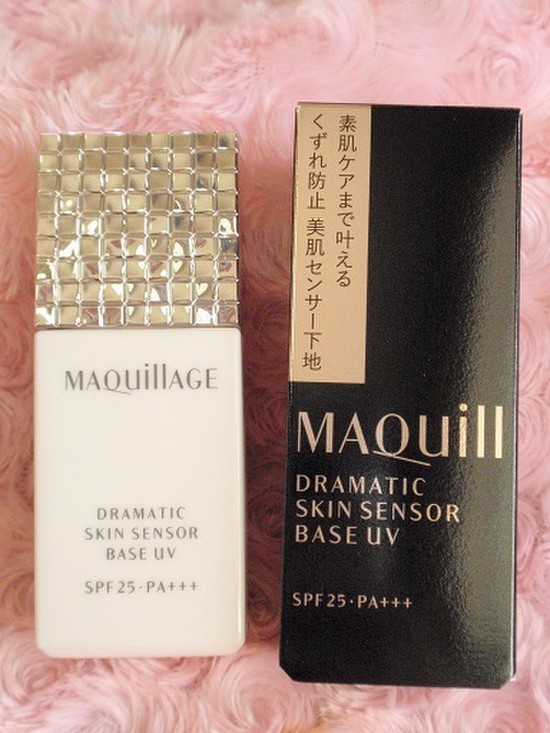 MAQuillAGE
DRAMATIC
SKIN SENSOR
BASE UV
SPF25・PA+++
素肌ケアまで叶える
くずれ防止 美肌センサー下地
MAQuill
DRAMATIC
SKIN SENSOR
BASE UV
SPF25・PA+++